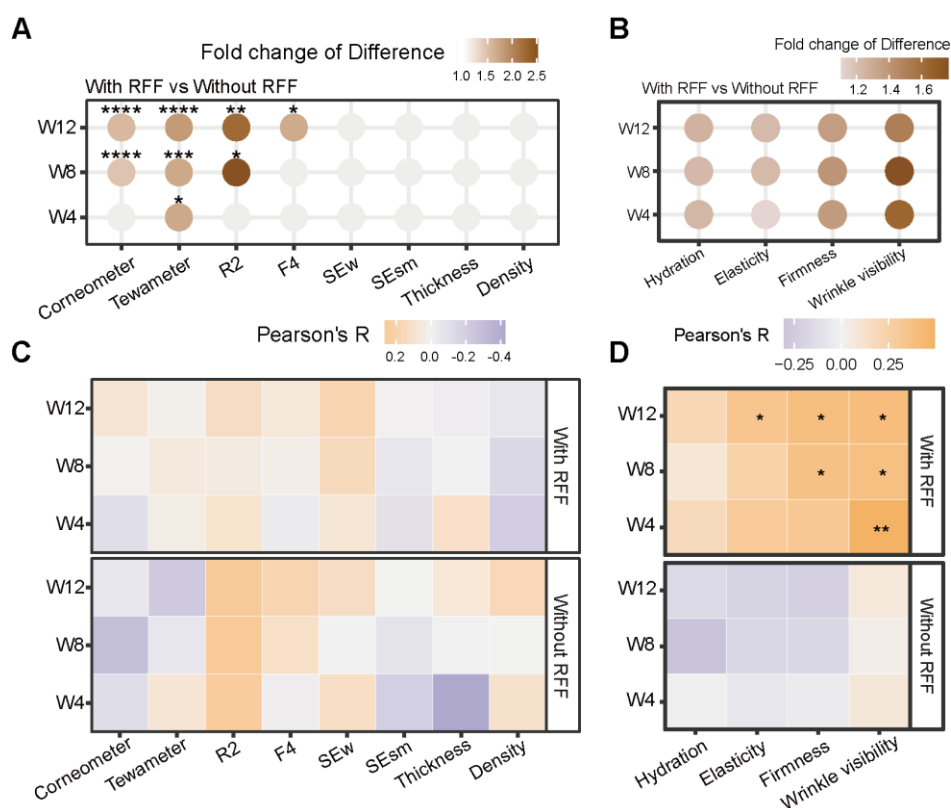 A
Fold change of Difference
1.0 1.5 2.0 2.5
With RFF vs Without RFF
**** **** ** *
W12
**** *** *
W8
*
W4
Corneometer Tewameter R2 F4 SEw SEsm Thickness Density
B
Fold change of Difference
1.2 1.4 1.6
With RFF vs Without RFF
W12
W8
W4
Hydration Elasticity Firmness Wrinkle visibility
C
Pearson's R
0.2 0.0 -0.2 -0.4
W12
W8
W4
With RFF
W12
W8
W4
Without RFF
Corneometer Tewameter R2 F4 SEw SEsm Thickness Density
D
Pearson's R
−0.25 0.00 0.25
W12 * * *
W8 * *
W4 **
With RFF
W12
W8
W4
Without RFF
Hydration Elasticity Firmness Wrinkle visibility